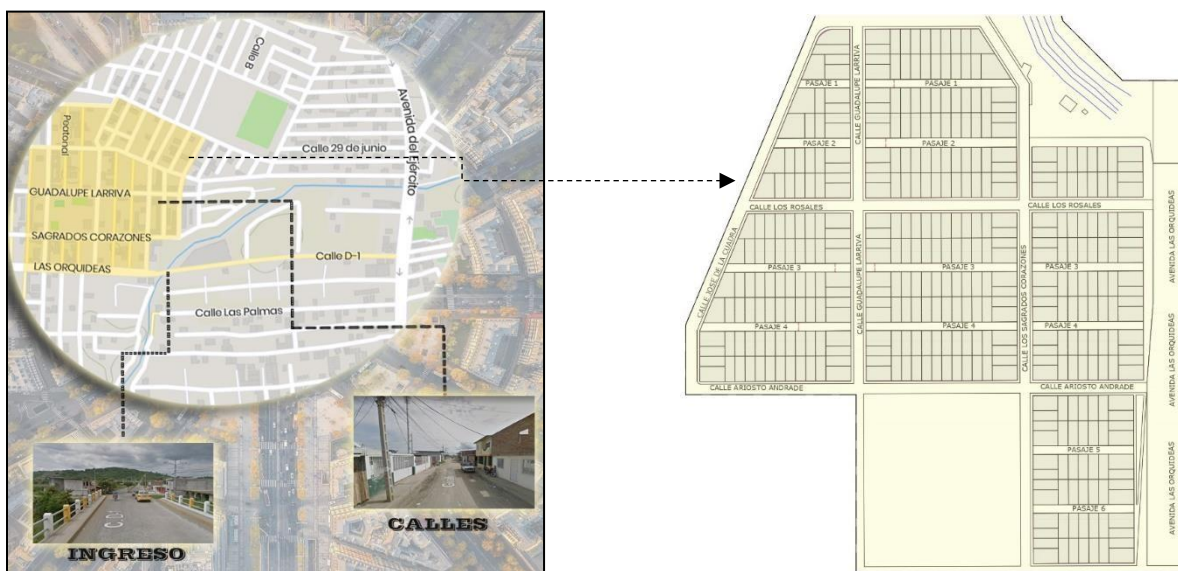 Calle B
Avenida del Ejército
Calle 29 de junio
GUADALUPE LARRIVA
SAGRADOS CORAZONES
LAS ORQUIDEAS
Calle D-1
Calle Las Palmas
INGRESO
CALLES
PASAJE 1
CALLE GUADALUPE LARRIVA
PASAJE 1
PASAJE 2
PASAJE 2
CALLE LOS ROSALES
CALLE LOS ROSALES
CALLE JOSE DE LA CUADRA
PASAJE 3
CALLE GUADALUPE LARRIVA
PASAJE 3
CALLE LOS SAGRADOS CORAZONES
PASAJE 3
PASAJE 4
PASAJE 4
PASAJE 4
CALLE ARIOSTO ANDRADE
CALLE ARIOSTO ANDRADE
AVENIDA LAS ORQUIDEAS
AVENIDA LAS ORQUIDEAS
AVENIDA LAS ORQUIDEAS
PASAJE 5
PASAJE 6